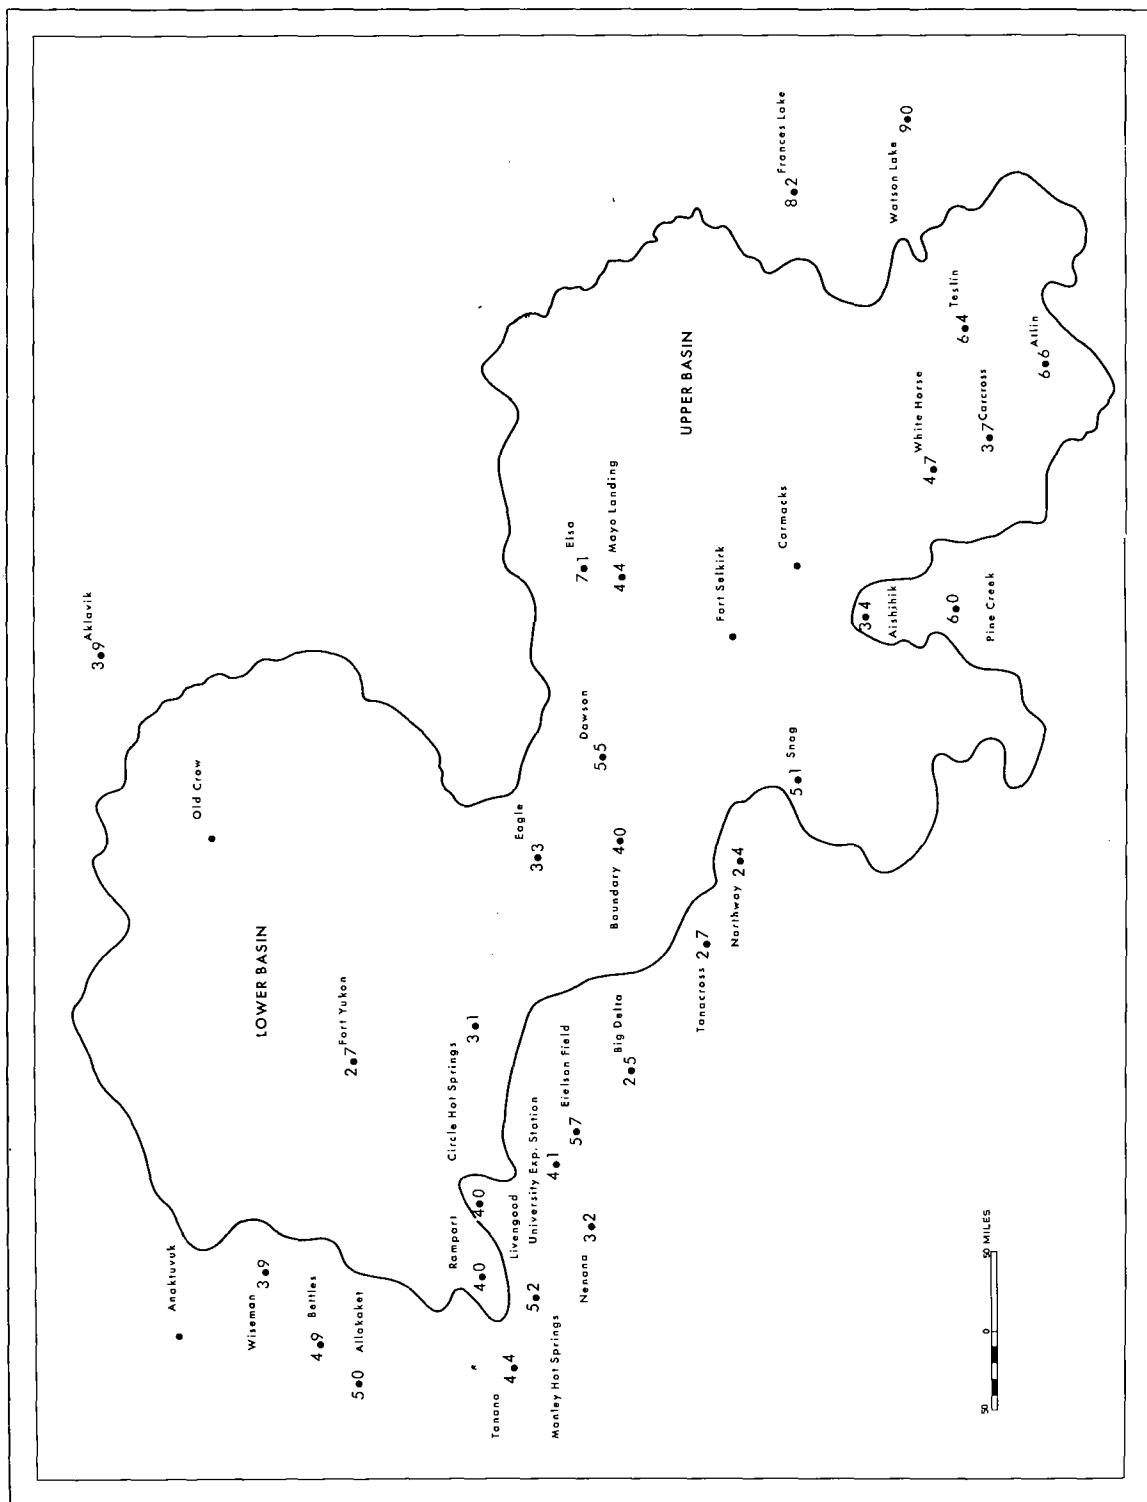 3.9 Aklavik
Anaktuvuk
Old Crow
Wiseman 3.9
LOWER BASIN
4.9 Bettles
2.7 Fort Yukon
5.0 Allakaket
Rampart
4.0
Circle Hot Springs
3.1
4.0
Livengood
Tanana
4.4
Eagle
3.3
University Exp. Station
4.1
5.2
Manley Hot Springs
Eielson Field
5.7
Elsa
7.1
Nenana 3.2
Dawson
5.5
Mayo Landing
4.4
Boundary 4.0
2.5 Big Delta
UPPER BASIN
Tanacross 2.7
Fort Selkirk
Northway 2.4
8.2 Frances Lake
Carmacks
5.1 Snag
3.4
Aishihik
Watson Lake 9.0
White Horse
4.7
Teslin
6.4
3.7 Carcross
6.0
Pine Creek
50 0 50 MILES
Atlin
6.6